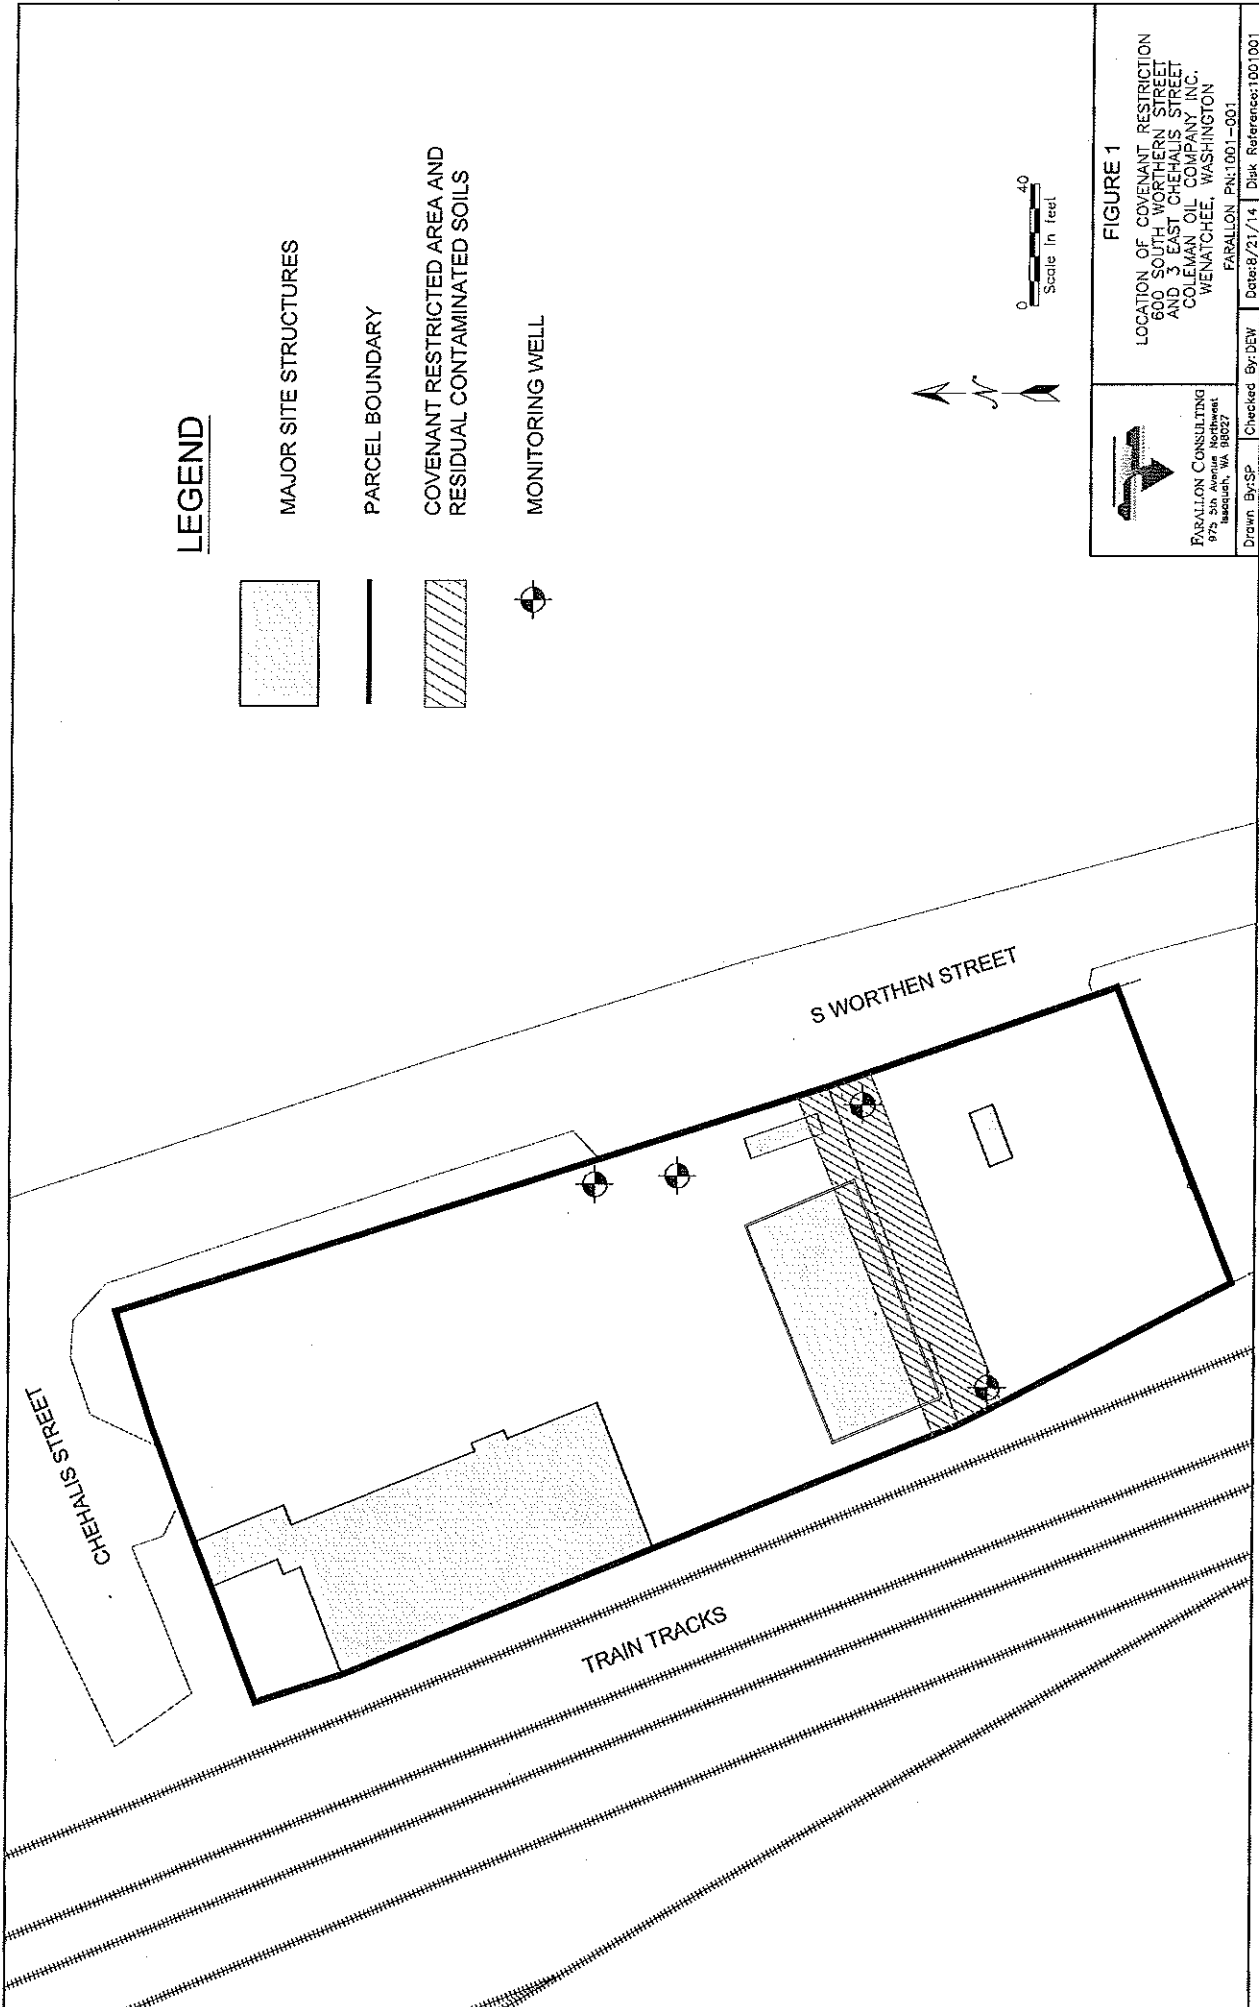 LEGEND
MAJOR SITE STRUCTURES
PARCEL BOUNDARY
COVENANT RESTRICTED AREA AND
RESIDUAL CONTAMINATED SOILS
MONITORING WELL
CHEHALIS STREET
S WORTHEN STREET
TRAIN TRACKS
N
0 40
Scale in feet
FARALLON CONSULTING
975 5th Avenue Northwest
Issaquah, WA 98027
FIGURE 1
LOCATION OF COVENANT RESTRICTION
600 SOUTH WORTHERN STREET
AND 3 EAST CHEHALIS STREET
COLEMAN OIL COMPANY INC.
WENATCHEE, WASHINGTON
FARALLON PN:1001-001
Drawn By:SP Checked By:DEW Date:8/21/14 Disk Reference:1001001